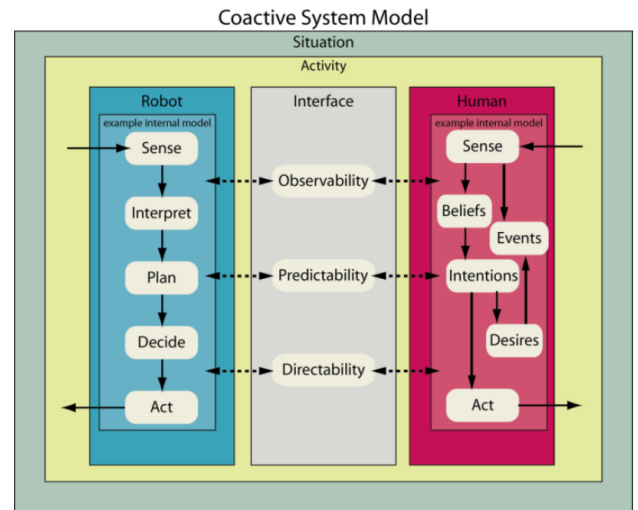 Coactive System Model
Situation
Activity
Robot
Interface
Human
example internal model
example internal model
Sense
Sense
Observability
Interpret
Beliefs
Events
Plan
Predictability
Intentions
Decide
Desires
Directability
Act
Act